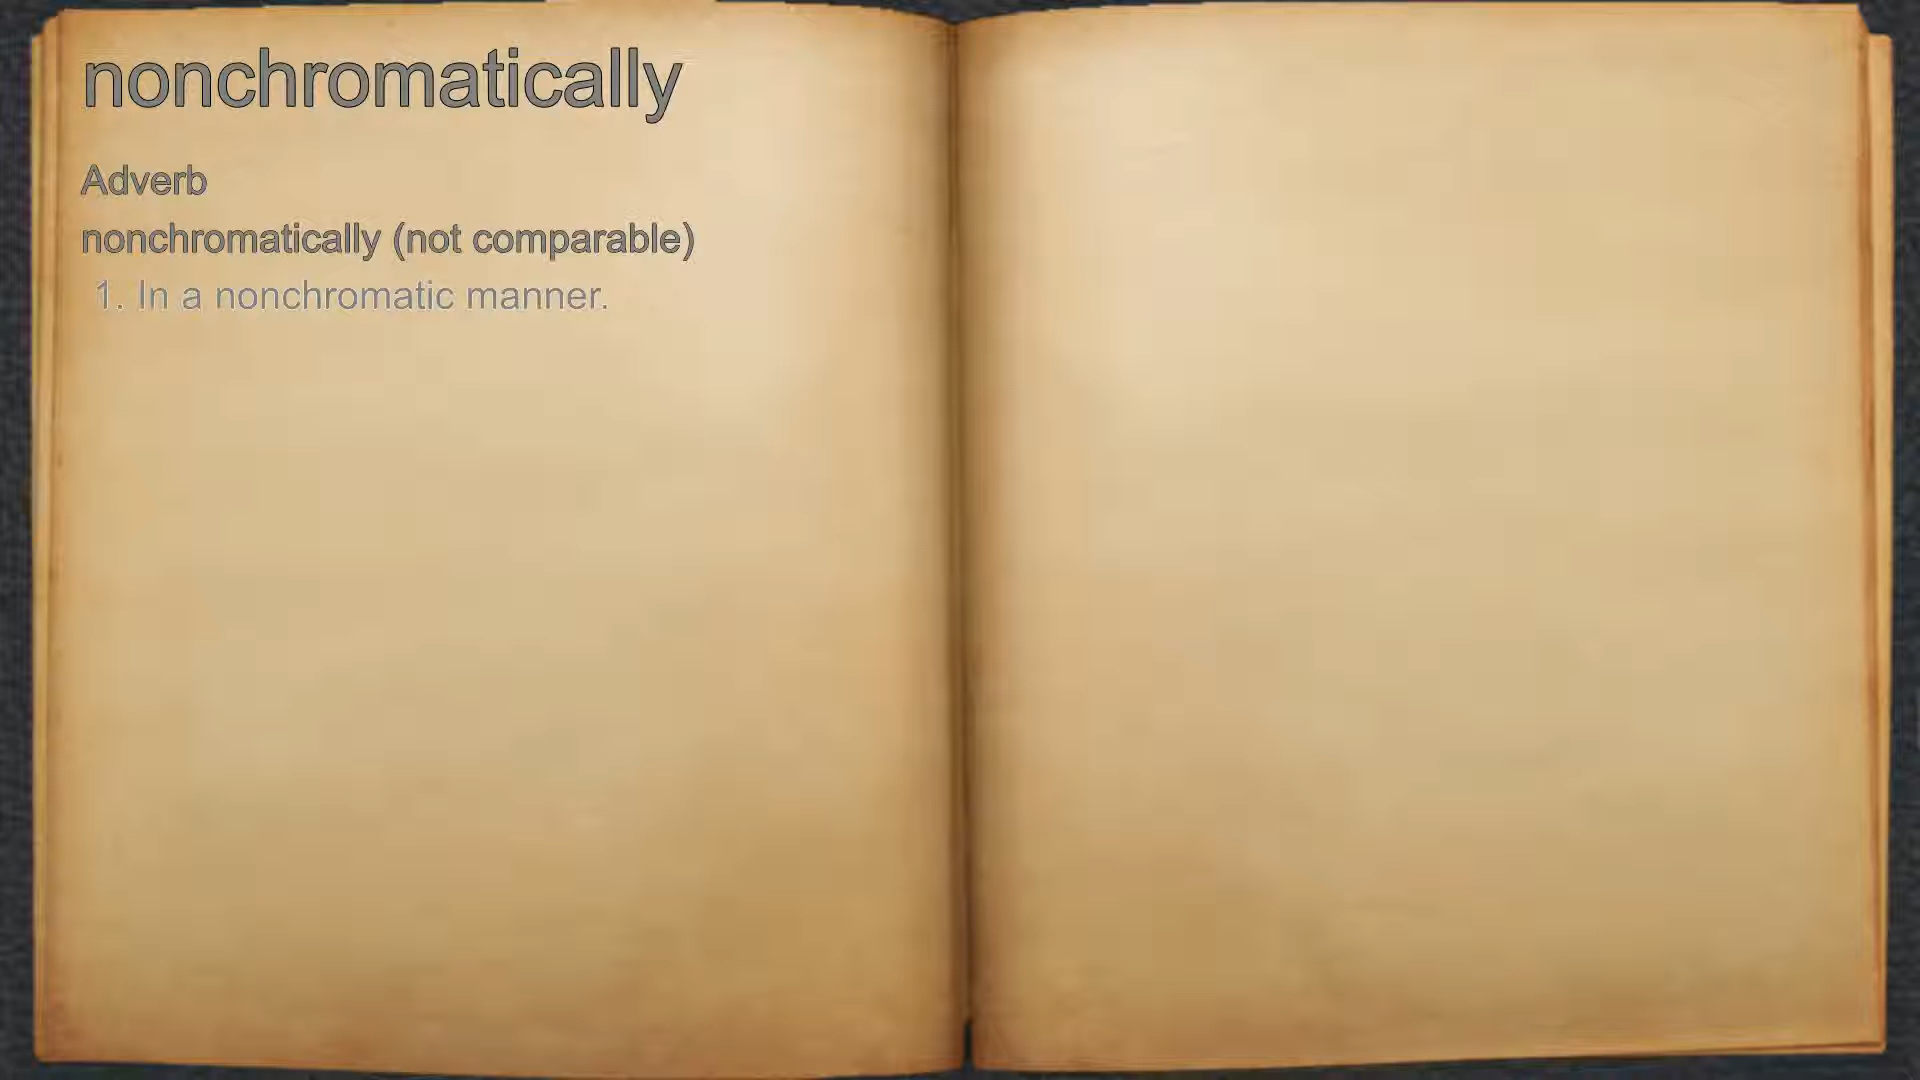 nonchromatically
Adverb
nonchromatically (not comparable)
1. In a nonchromatic manner.